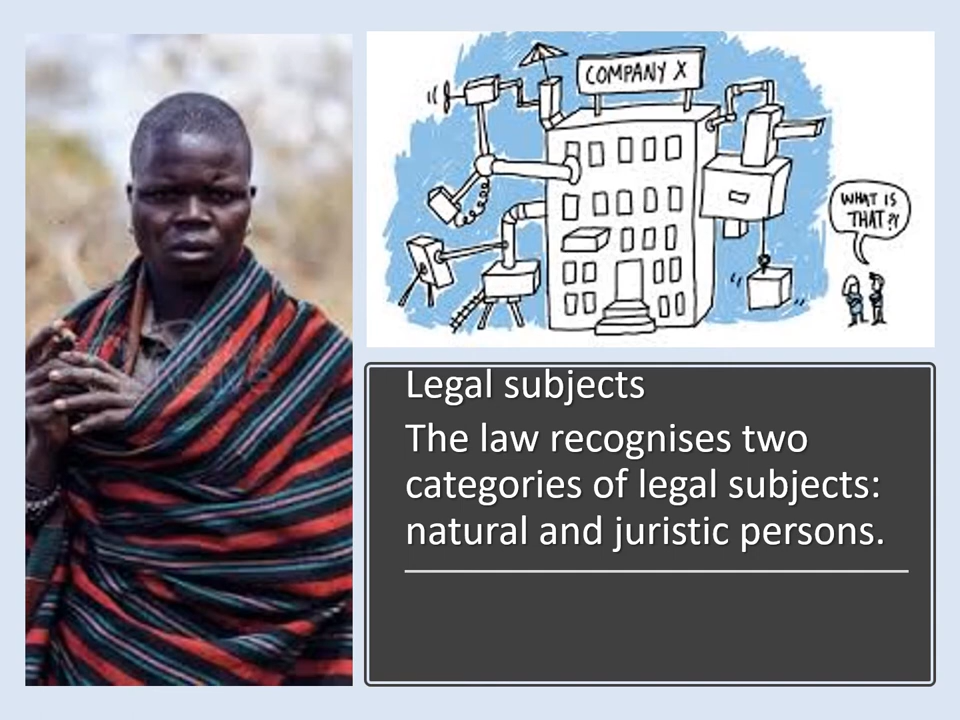 COMPANY X
WHAT IS
THAT?!
Legal subjects
The law recognises two
categories of legal subjects:
natural and juristic persons.